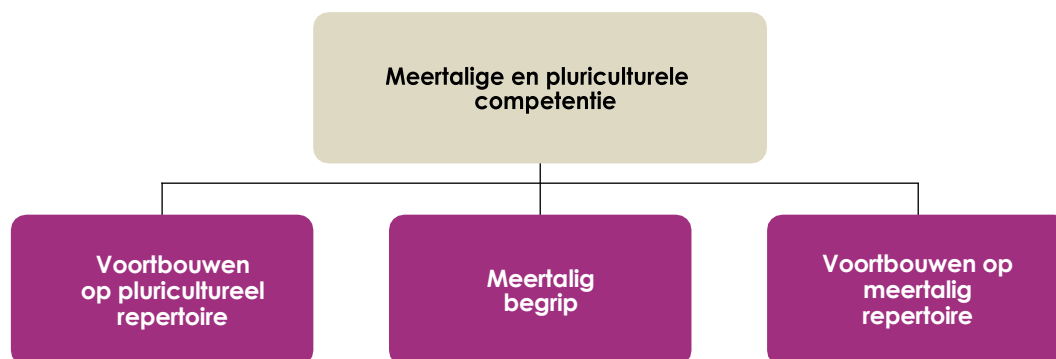 Meertalige en pluriculturele
competentie
Voortbouwen
op pluricultureel
repertoire
Meertalig
begrip
Voortbouwen op
meertalig
repertoire